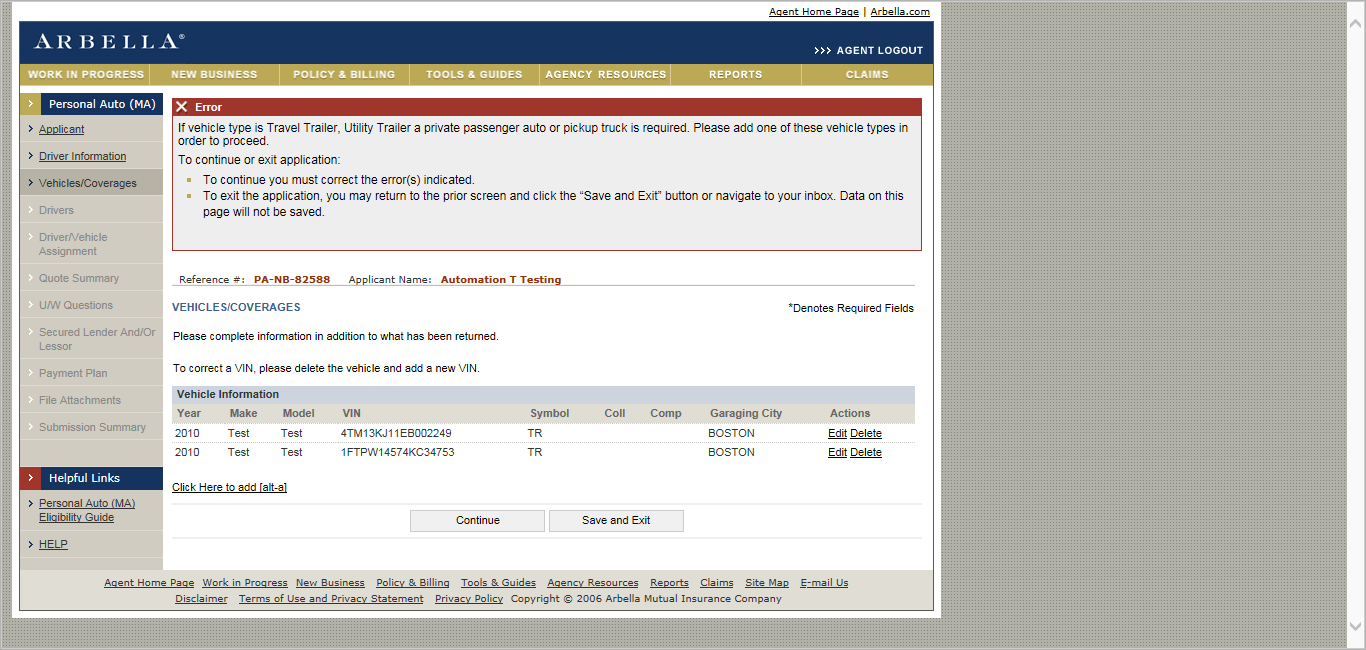 Agent Home Page | Arbella.com
ARBELLA®
>>> AGENT LOGOUT
WORK IN PROGRESS NEW BUSINESS POLICY & BILLING TOOLS & GUIDES AGENCY RESOURCES REPORTS CLAIMS
Personal Auto (MA)
Applicant
Driver Information
Vehicles/Coverages
Drivers
Driver/Vehicle
Assignment
Quote Summary
U/W Questions
Secured Lender And/Or
Lessor
Payment Plan
File Attachments
Submission Summary
Helpful Links
Personal Auto (MA)
Eligibility Guide
HELP
Error
If vehicle type is Travel Trailer, Utility Trailer a private passenger auto or pickup truck is required. Please add one of these vehicle types in
order to proceed.
To continue or exit application:
To continue you must correct the error(s) indicated.
To exit the application, you may return to the prior screen and click the “Save and Exit” button or navigate to your inbox. Data on this
page will not be saved.
Reference #: PA-NB-82588 Applicant Name: Automation T Testing
VEHICLES/COVERAGES
*Denotes Required Fields
Please complete information in addition to what has been returned.
To correct a VIN, please delete the vehicle and add a new VIN.
Vehicle Information
Year Make Model VIN Symbol Coll Comp Garaging City Actions
2010 Test Test 4TM13KJ11EB002249 TR BOSTON Edit Delete
2010 Test Test 1FTPW14574KC34753 TR BOSTON Edit Delete
Click Here to add [alt-a]
Continue Save and Exit
Agent Home Page Work in Progress New Business Policy & Billing Tools & Guides Agency Resources Reports Claims Site Map E-mail Us
Disclaimer Terms of Use and Privacy Statement Privacy Policy Copyright © 2006 Arbella Mutual Insurance Company